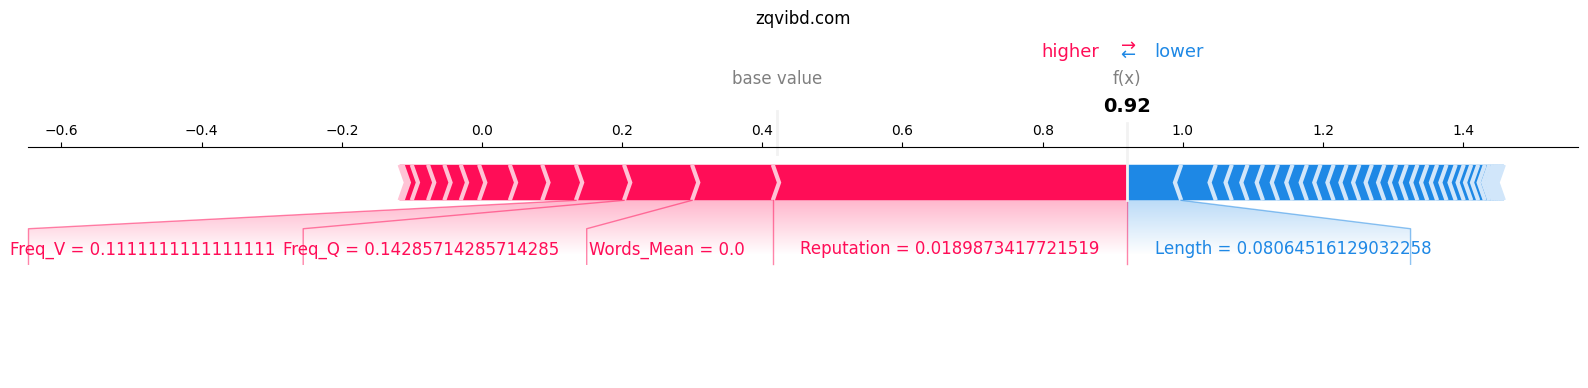 zqvibd.com
higher ⇄ lower
base value f(x)
0.92
−0.6 −0.4 −0.2 0.0 0.2 0.4 0.6 0.8 1.0 1.2 1.4
Freq_V = 0.1111111111111111 Freq_Q = 0.14285714285714285 Words_Mean = 0.0 Reputation = 0.0189873417721519 Length = 0.08064516129032258